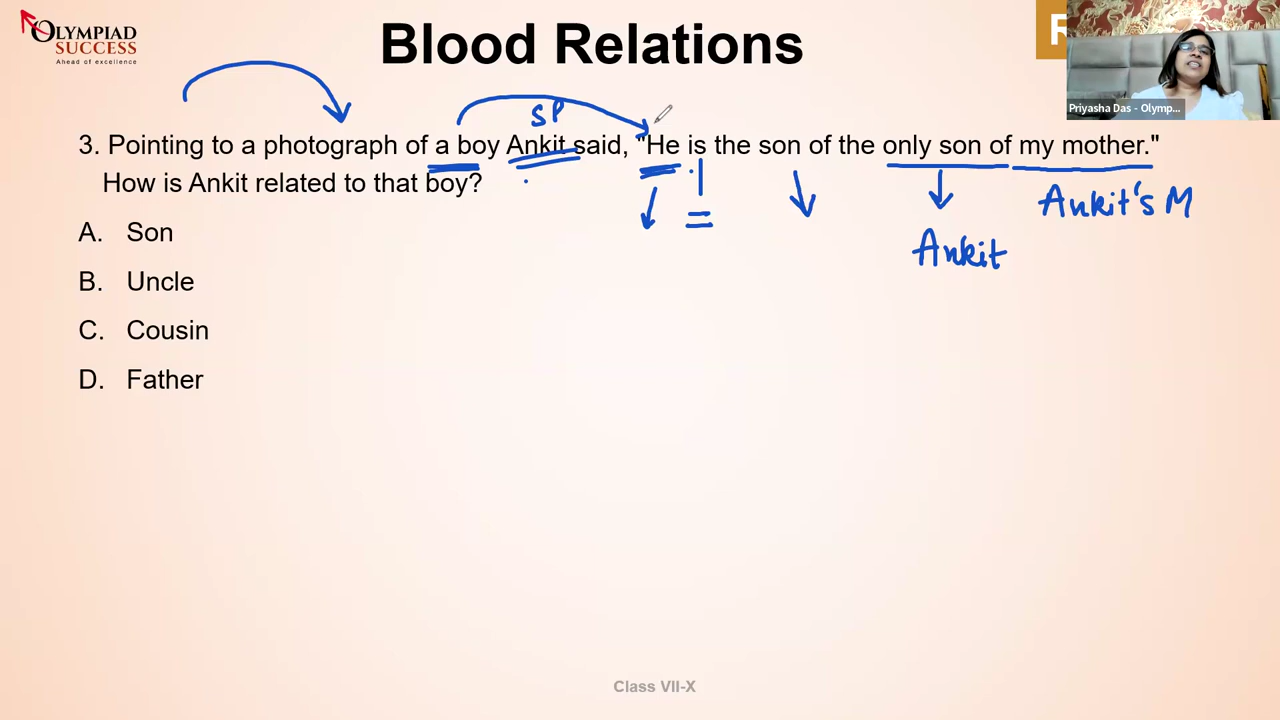 OLYMPIAD
SUCCESS
Ahead of excellence
Blood Relations
R
Priyasha Das - Olymp...
SP
3. Pointing to a photograph of a boy Ankit said, "He is the son of the only son of my mother."
How is Ankit related to that boy?
Ankit's M
Ankit
A. Son
B. Uncle
C. Cousin
D. Father
Class VII-X